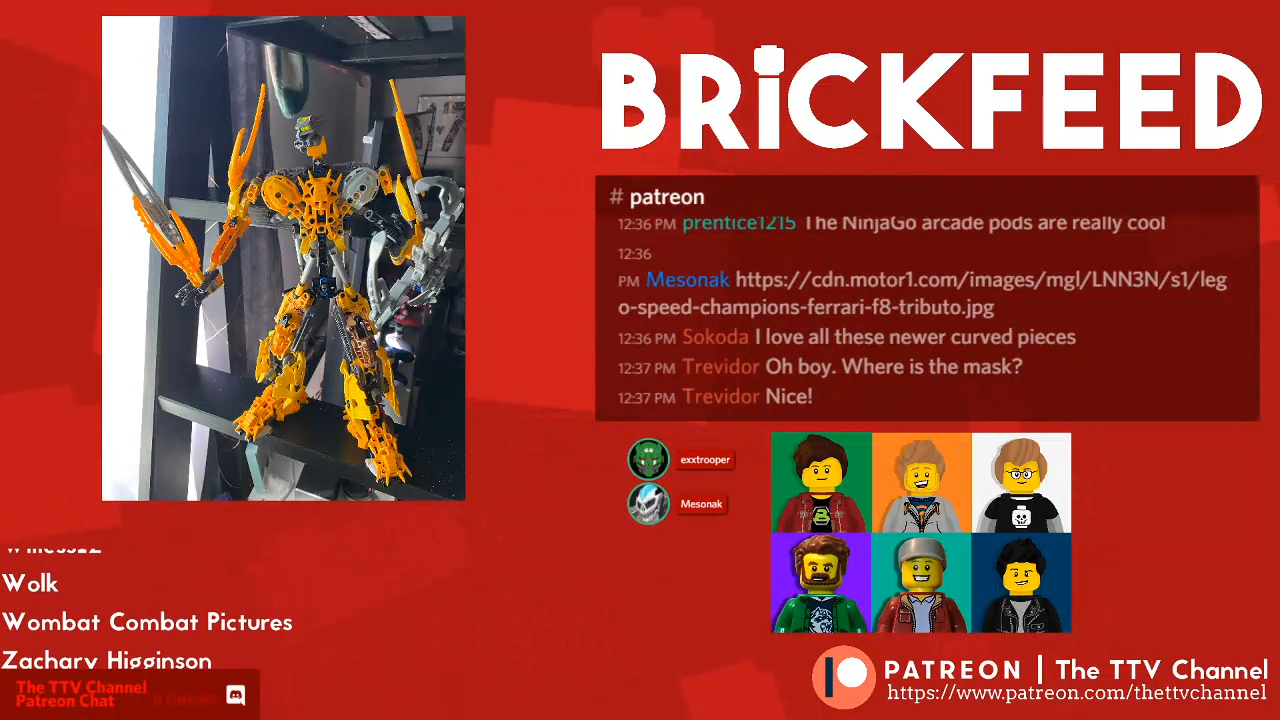 BRiCKFEED
# patreon
12:36 PM prentice1215 The NinjaGo arcade pods are really cool
12:36
PM Mesonak https://cdn.motor1.com/images/mgl/LNN3N/s1/leg
o-speed-champions-ferrari-f8-tributo.jpg
12:36 PM Sokoda I love all these newer curved pieces
12:37 PM Trevidor Oh boy. Where is the mask?
12:37 PM Trevidor Nice!
exxtrooper
Mesonak
Wolk
Wombat Combat Pictures
Zachary Higginson
The TTV Channel
Patreon Chat
PATREON | The TTV Channel
https://www.patreon.com/thettvchannel